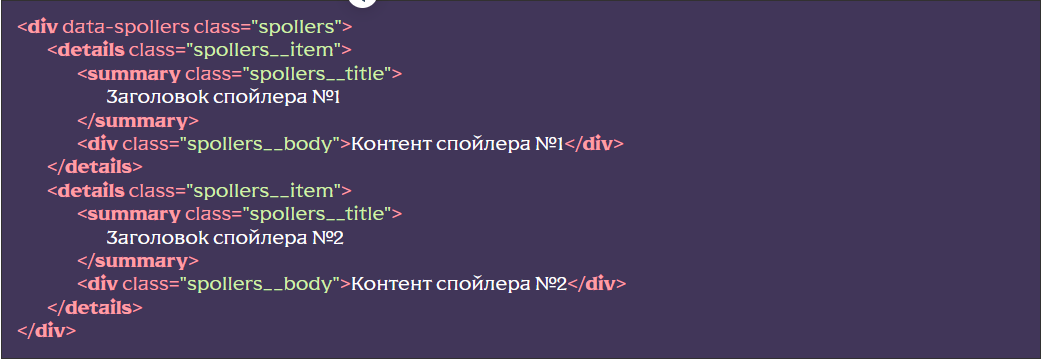 <div data-spollers class="spollers">
<details class="spollers__item">
<summary class="spollers__title">
Заголовок спойлера №1
</summary>
<div class="spollers__body">Контент спойлера №1</div>
</details>
<details class="spollers__item">
<summary class="spollers__title">
Заголовок спойлера №2
</summary>
<div class="spollers__body">Контент спойлера №2</div>
</details>
</div>